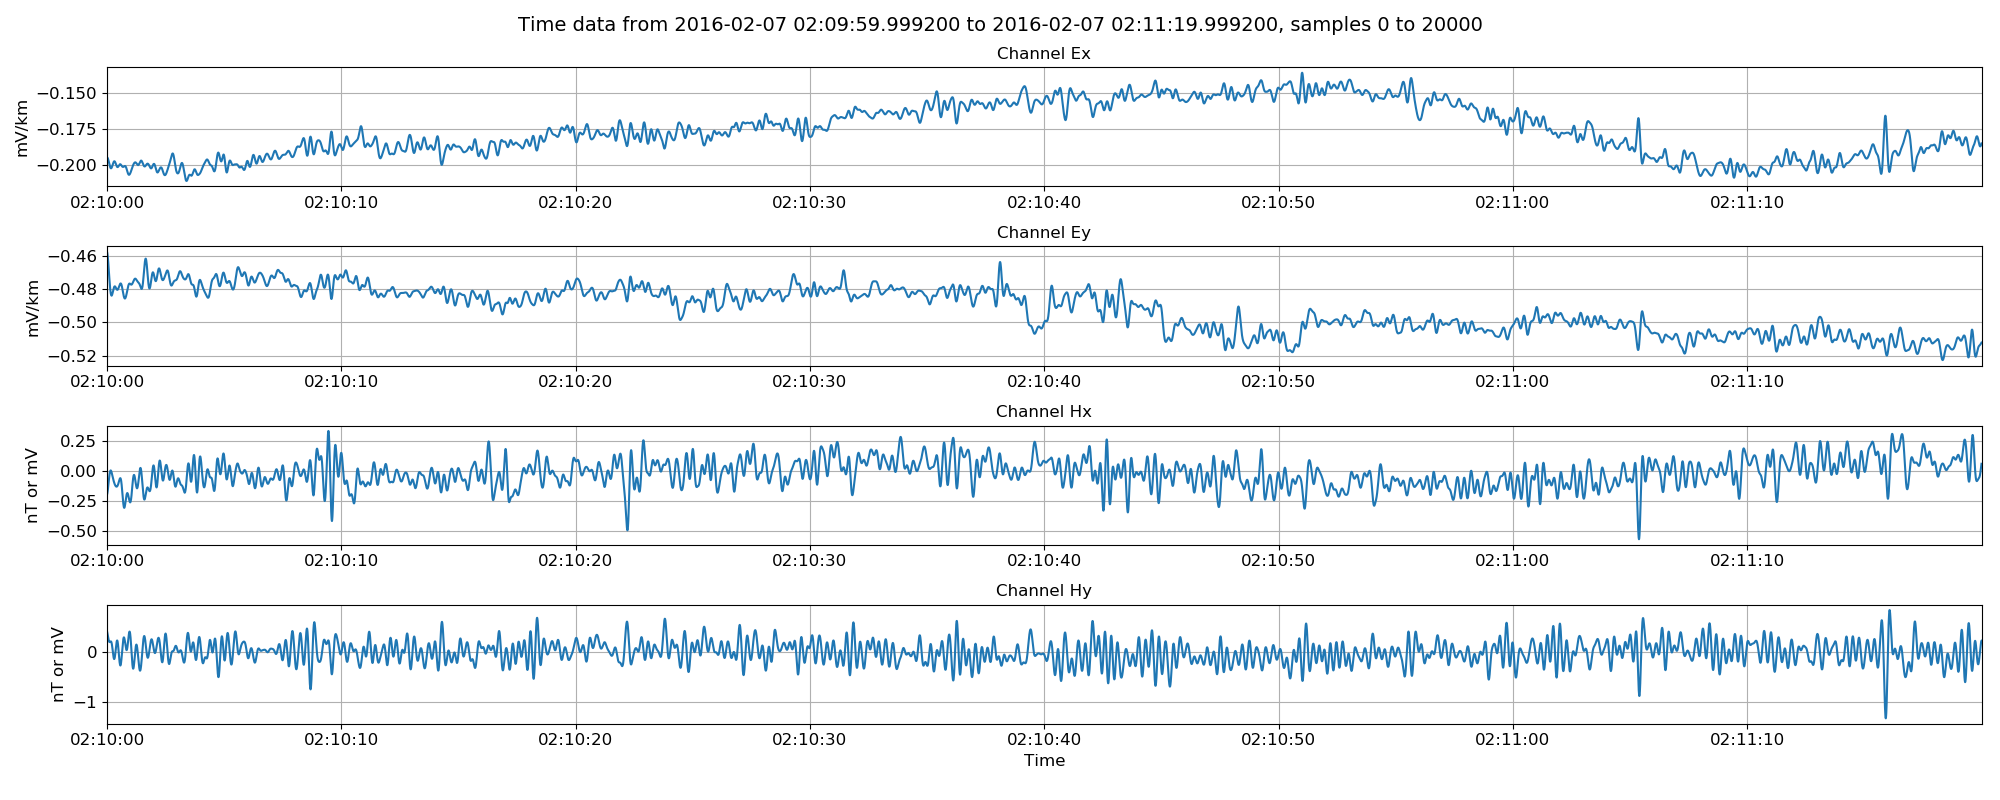 Time data from 2016-02-07 02:09:59.999200 to 2016-02-07 02:11:19.999200, samples 0 to 20000
Channel Ex
mV/km
−0.150
−0.175
−0.200
02:10:00 02:10:10 02:10:20 02:10:30 02:10:40 02:10:50 02:11:00 02:11:10
Channel Ey
mV/km
−0.46
−0.48
−0.50
−0.52
02:10:00 02:10:10 02:10:20 02:10:30 02:10:40 02:10:50 02:11:00 02:11:10
Channel Hx
nT or mV
0.25
0.00
−0.25
−0.50
02:10:00 02:10:10 02:10:20 02:10:30 02:10:40 02:10:50 02:11:00 02:11:10
Channel Hy
nT or mV
0
−1
02:10:00 02:10:10 02:10:20 02:10:30 02:10:40 02:10:50 02:11:00 02:11:10
Time